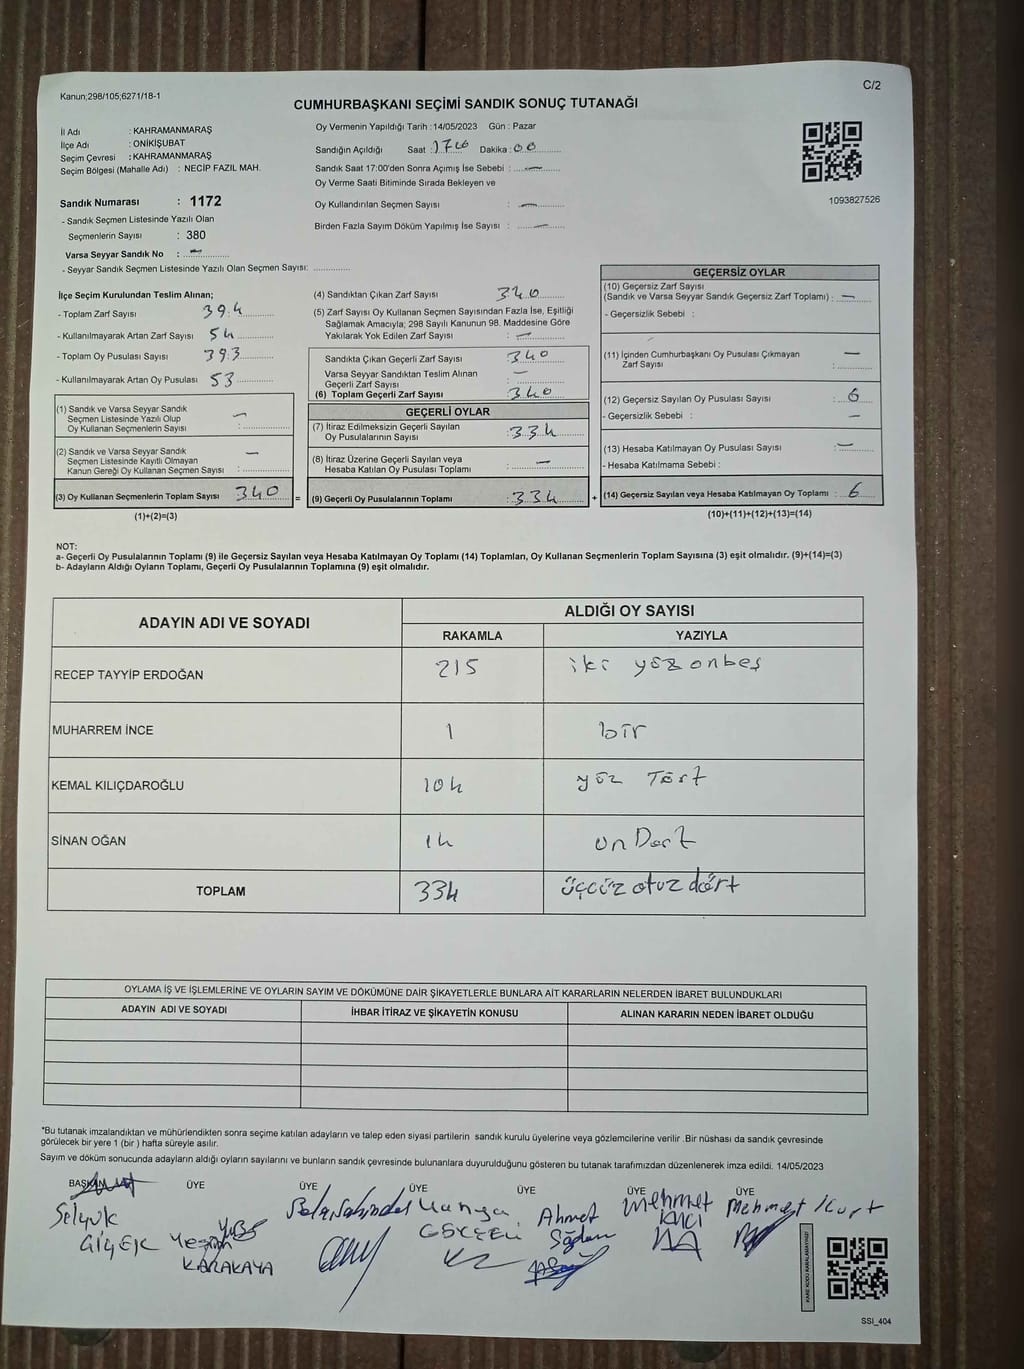 Kanun;298/105;6271/18-1
C/2
CUMHURBAŞKANI SEÇİMİ SANDIK SONUÇ TUTANAĞI
İl Adı : KAHRAMANMARAŞ
İlçe Adı : ONİKİŞUBAT
Seçim Çevresi : KAHRAMANMARAŞ
Seçim Bölgesi (Mahalle Adı) : NECİP FAZIL MAH.
Oy Vermenin Yapıldığı Tarih :14/05/2023 Gün : Pazar
Sandığın Açıldığı Saat : Dakika : 00
Sandık Saat 17:00'den Sonra Açımış İse Sebebi : —
Oy Verme Saati Bitiminde Sırada Bekleyen ve
Oy Kullandırılan Seçmen Sayısı : —
Birden Fazla Sayım Döküm Yapılmış İse Sayısı : —
1093827526
Sandık Numarası : 1172
- Sandık Seçmen Listesinde Yazılı Olan
Seçmenlerin Sayısı : 380
Varsa Seyyar Sandık No : —
- Seyyar Sandık Seçmen Listesinde Yazılı Olan Seçmen Sayısı:
İlçe Seçim Kurulundan Teslim Alınan;
- Toplam Zarf Sayısı 394
- Kullanılmayarak Artan Zarf Sayısı 54
- Toplam Oy Pusulası Sayısı 393
- Kullanılmayarak Artan Oy Pusulası 53
(1) Sandık ve Varsa Seyyar Sandık
Seçmen Listesinde Yazılı Olup
Oy Kullanan Seçmenlerin Sayısı : —
(2) Sandık ve Varsa Seyyar Sandık
Seçmen Listesinde Kayıtlı Olmayan
Kanun Gereği Oy Kullanan Seçmen Sayısı : —
(3) Oy Kullanan Seçmenlerin Toplam Sayısı 340 =
(1)+(2)=(3)
(4) Sandıktan Çıkan Zarf Sayısı 340
(5) Zarf Sayısı Oy Kullanan Seçmen Sayısından Fazla İse, Eşitliği
Sağlamak Amacıyla; 298 Sayılı Kanunun 98. Maddesine Göre
Yakılarak Yok Edilen Zarf Sayısı : —
Sandıkta Çıkan Geçerli Zarf Sayısı : 340
Varsa Seyyar Sandıktan Teslim Alınan
Geçerli Zarf Sayısı : —
(6) Toplam Geçerli Zarf Sayısı : 340
GEÇERLİ OYLAR
(7) İtiraz Edilmeksizin Geçerli Sayılan
Oy Pusulalarının Sayısı : 334
(8) İtiraz Üzerine Geçerli Sayılan veya
Hesaba Katılan Oy Pusulası Toplamı : —
(9) Geçerli Oy Pusulalarının Toplamı : 334 +
GEÇERSİZ OYLAR
(10) Geçersiz Zarf Sayısı
(Sandık ve Varsa Seyyar Sandık Geçersiz Zarf Toplamı) : —
- Geçersizlik Sebebi :
(11) İçinden Cumhurbaşkanı Oy Pusulası Çıkmayan
Zarf Sayısı : —
(12) Geçersiz Sayılan Oy Pusulası Sayısı : 6
- Geçersizlik Sebebi : —
(13) Hesaba Katılmayan Oy Pusulası Sayısı : —
- Hesaba Katılmama Sebebi :
(14) Geçersiz Sayılan veya Hesaba Katılmayan Oy Toplamı : 6
(10)+(11)+(12)+(13)=(14)
NOT:
a- Geçerli Oy Pusulalarının Toplamı (9) ile Geçersiz Sayılan veya Hesaba Katılmayan Oy Toplamı (14) Toplamları, Oy Kullanan Seçmenlerin Toplam Sayısına (3) eşit olmalıdır. (9)+(14)=(3)
b- Adayların Aldığı Oyların Toplamı, Geçerli Oy Pusulalarının Toplamına (9) eşit olmalıdır.
ADAYIN ADI VE SOYADI ALDIĞI OY SAYISI
RAKAMLA YAZIYLA
RECEP TAYYİP ERDOĞAN 215 iki yüz onbeş
MUHARREM İNCE 1 bir
KEMAL KILIÇDAROĞLU 104 yüz Tört
SİNAN OĞAN 14 on Dört
TOPLAM 334 üçyüz otuz dört
OYLAMA İŞ VE İŞLEMLERİNE VE OYLARIN SAYIM VE DÖKÜMÜNE DAİR ŞİKAYETLERLE BUNLARA AİT KARARLARIN NELERDEN İBARET BULUNDUKLARI
ADAYIN ADI VE SOYADI İHBAR İTİRAZ VE ŞİKAYETİN KONUSU ALINAN KARARIN NEDEN İBARET OLDUĞU
*Bu tutanak imzalandıktan ve mühürlendikten sonra seçime katılan adayların ve talep eden siyasi partilerin sandık kurulu üyelerine veya gözlemcilerine verilir .Bir nüshası da sandık çevresinde
görülecek bir yere 1 (bir ) hafta süreyle asılır.
Sayım ve döküm sonucunda adayların aldığı oyların sayılarını ve bunların sandık çevresinde bulunanlara duyurulduğunu gösteren bu tutanak tarafımızdan düzenlenerek imza edildi. 14/05/2023
BAŞKAN ÜYE ÜYE ÜYE ÜYE ÜYE ÜYE
Selçuk
KARAKAYA
Ahmet
Mehmet
Mehmet Kurt
KARE KODU KARALAMAYINIZ!
SSI_404